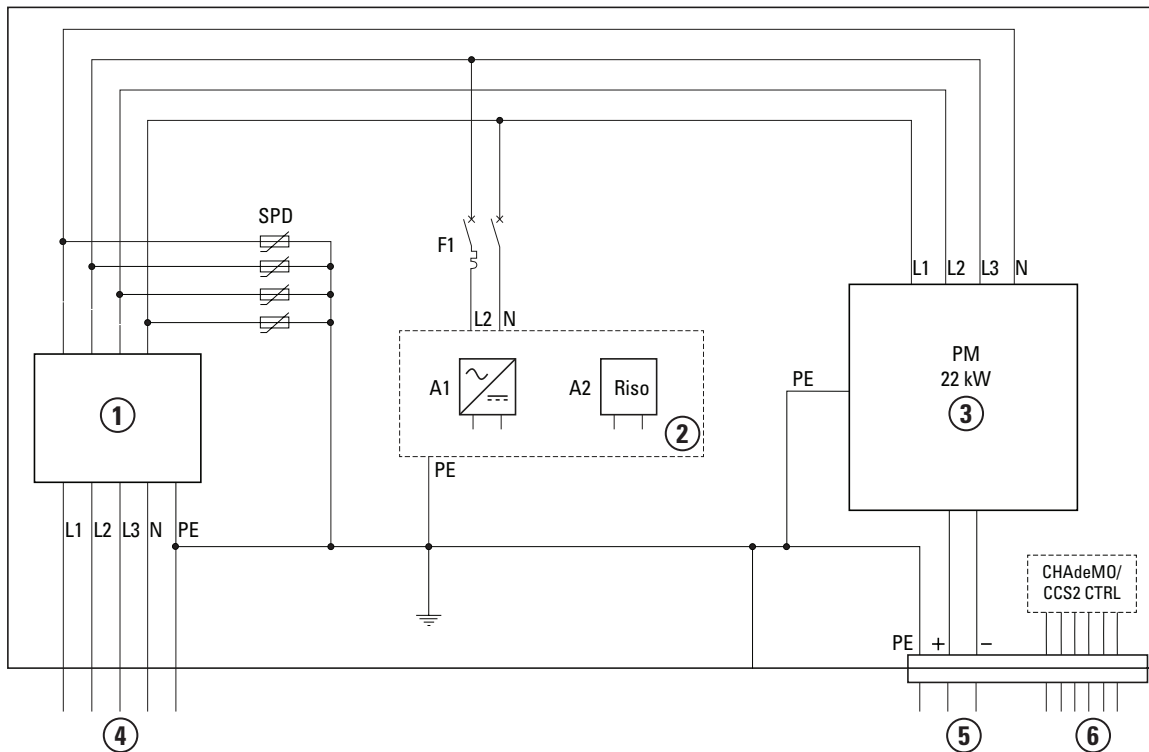 SPD
F1
L1 L2 L3 N
L2 N
PM
22 kW
3
PE
A1
A2 Riso
1
2
PE
L1 L2 L3 N PE
CHAdeMO/
CCS2 CTRL
PE + −
4
5
6